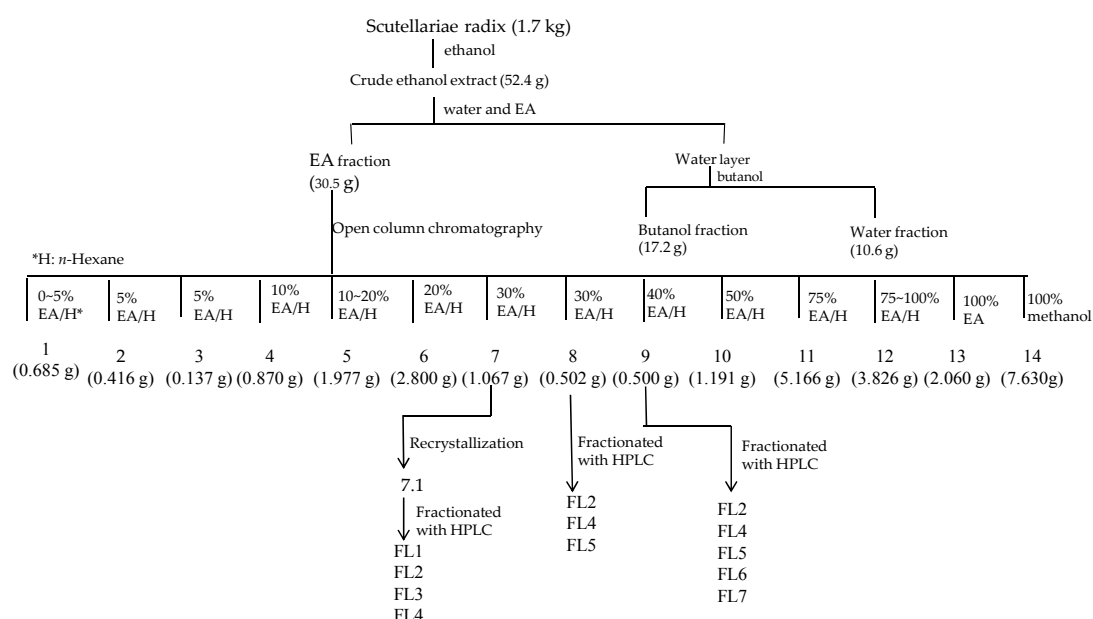 Scutellariae radix (1.7 kg)
ethanol
Crude ethanol extract (52.4 g)
water and EA
EA fraction
(30.5 g)
Water layer
butanol
Open column chromatography
Butanol fraction
(17.2 g)
Water fraction
(10.6 g)
*H: n-Hexane
0~5%
EA/H*
5%
EA/H
5%
EA/H
10%
EA/H
10~20%
EA/H
20%
EA/H
30%
EA/H
30%
EA/H
40%
EA/H
50%
EA/H
75%
EA/H
75~100%
EA/H
100%
EA
100%
methanol
1
(0.685 g)
2
(0.416 g)
3
(0.137 g)
4
(0.870 g)
5
(1.977 g)
6
(2.800 g)
7
(1.067 g)
8
(0.502 g)
9
(0.500 g)
10
(1.191 g)
11
(5.166 g)
12
(3.826 g)
13
(2.060 g)
14
(7.630g)
Recrystallization
7.1
Fractionated
with HPLC
FL1
FL2
FL3
FL4
Fractionated
with HPLC
FL2
FL4
FL5
Fractionated
with HPLC
FL2
FL4
FL5
FL6
FL7